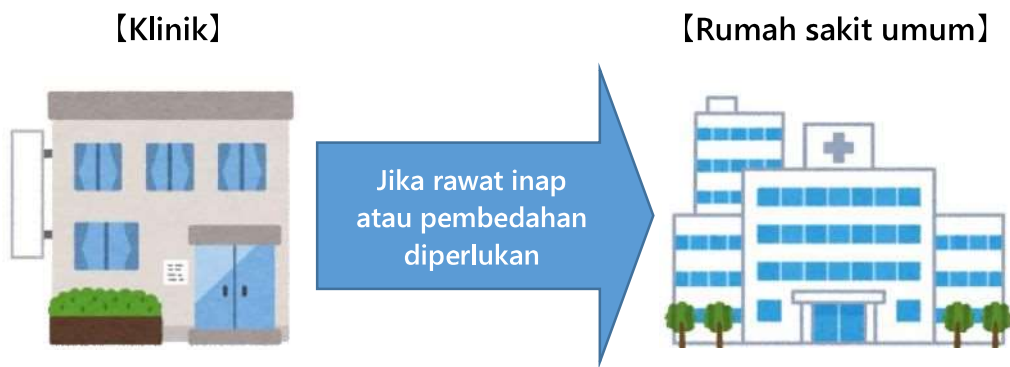 【Klinik】
【Rumah sakit umum】
Jika rawat inap
atau pembedahan
diperlukan